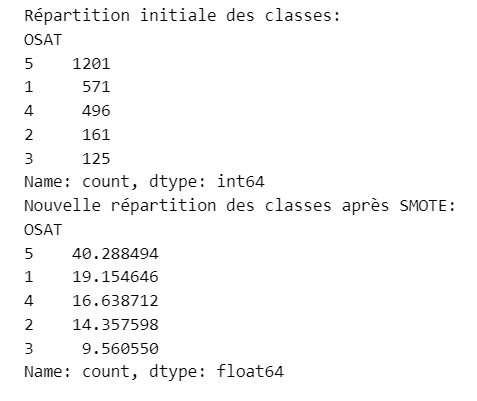 Répartition initiale des classes:
OSAT
5    1201
1     571
4     496
2     161
3     125
Name: count, dtype: int64
Nouvelle répartition des classes après SMOTE:
OSAT
5    40.288494
1    19.154646
4    16.638712
2    14.357598
3     9.560550
Name: count, dtype: float64